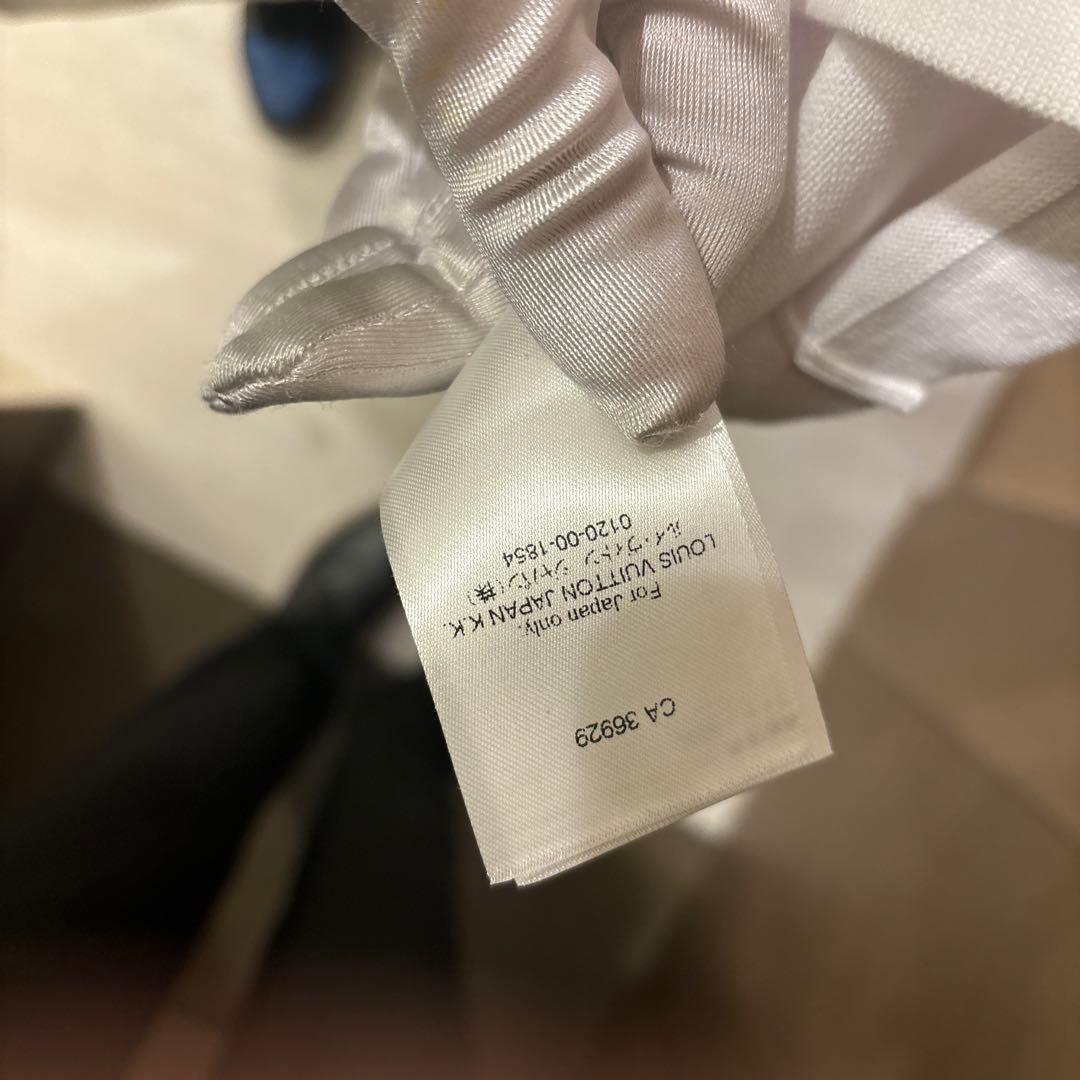 CA 36929
For Japan only.
LOUIS VUITTON JAPAN K.K.
ルイ・ヴィトン ジャパン(株)
0120-00-1854